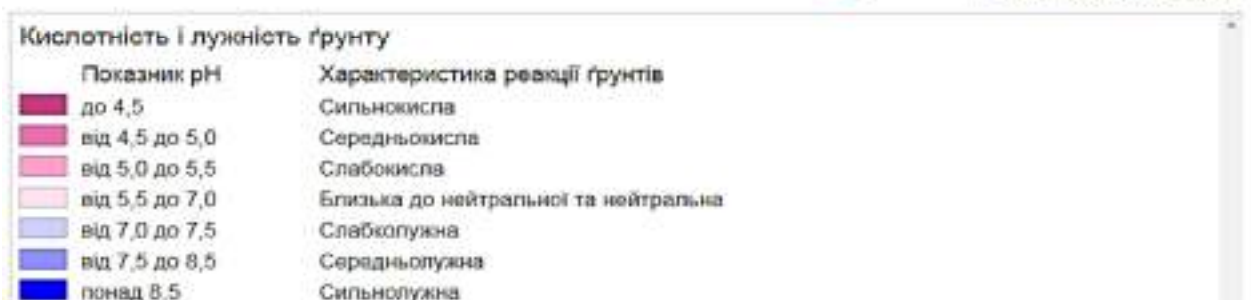 Кислотність і лужність ґрунту
Показник pH Характеристика реакції ґрунтів
до 4,5 Сильнокисла
від 4,5 до 5,0 Середньокисла
від 5,0 до 5,5 Слабокисла
від 5,5 до 7,0 Близька до нейтральної та нейтральна
від 7,0 до 7,5 Слабколужна
від 7,5 до 8,5 Середньолужна
понад 8,5 Сильнолужна